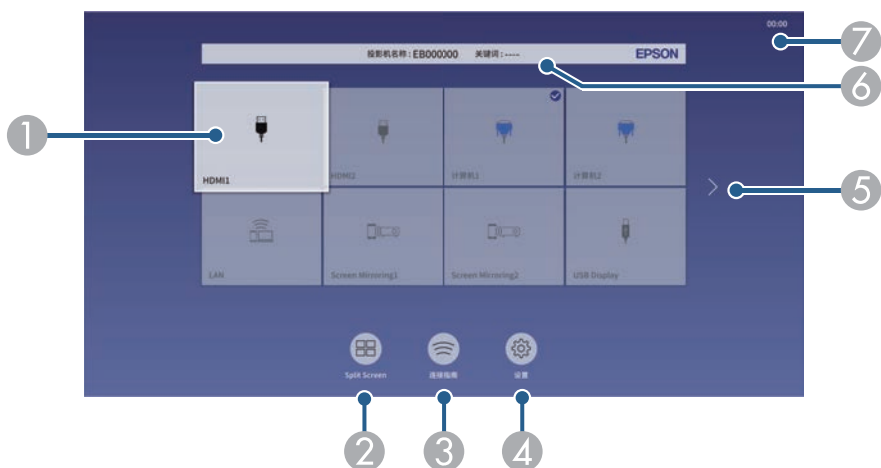 00:00
7
投影机名称：EB000000 关键词：---- EPSON
6
1
HDMI1 HDMI2 计算机1 计算机2
5
LAN Screen Mirroring1 Screen Mirroring2 USB Display
Split Screen 连接指南 设置
2 3 4